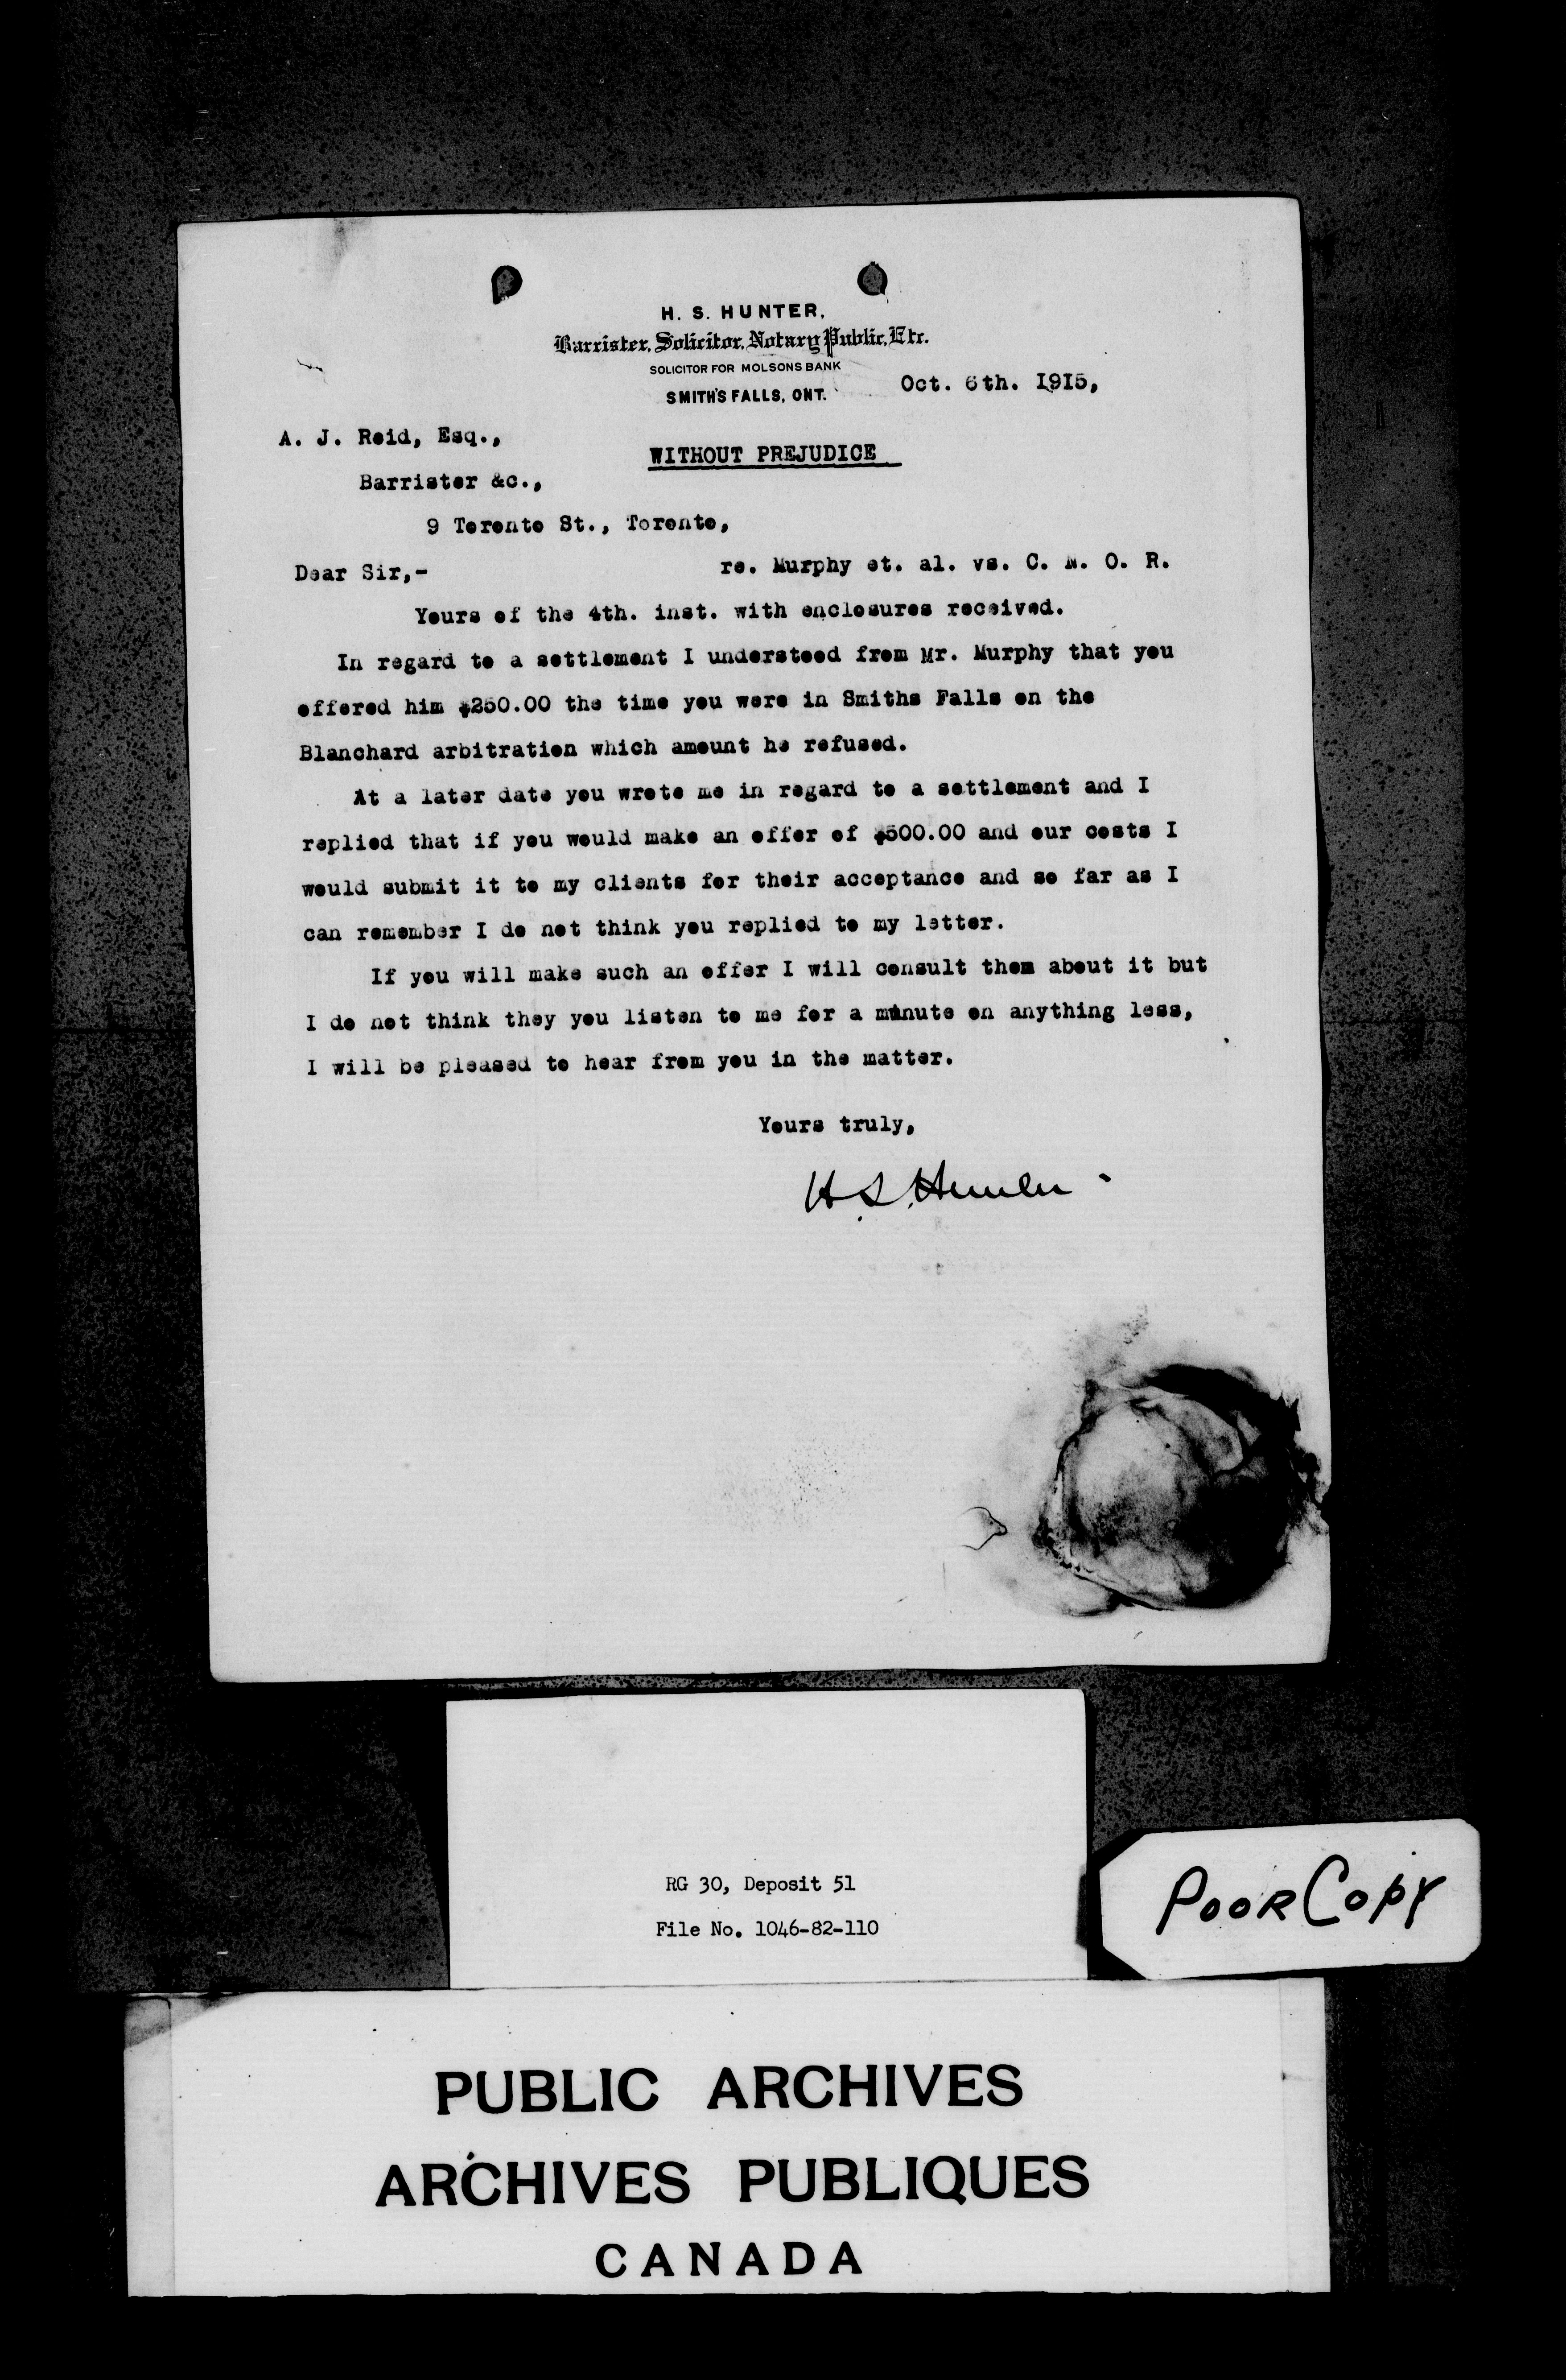 H. S. HUNTER,
Barrister, Solicitor, Notary Public, Etc.
SOLICITOR FOR MOLSONS BANK
SMITH'S FALLS, ONT.
Oct. 6th. 1915,
A. J. Reid, Esq.,
WITHOUT PREJUDICE
Barrister &c.,
9 Toronto St., Toronto,
Dear Sir,- re. Murphy et. al. vs. C. N. O. R.
Yours of the 4th. inst. with enclosures received.
In regard to a settlement I understood from Mr. Murphy that you
offered him $250.00 the time you were in Smiths Falls on the
Blanchard arbitration which amount he refused.
At a later date you wrote me in regard to a settlement and I
replied that if you would make an offer of $500.00 and our costs I
would submit it to my clients for their acceptance and so far as I
can remember I do not think you replied to my letter.
If you will make such an offer I will consult them about it but
I do not think they you listen to me for a minute on anything less,
I will be pleased to hear from you in the matter.
Yours truly,
H. S. Hunter
RG 30, Deposit 51
File No. 1046-82-110
POOR COPY
PUBLIC ARCHIVES
ARCHIVES PUBLIQUES
CANADA